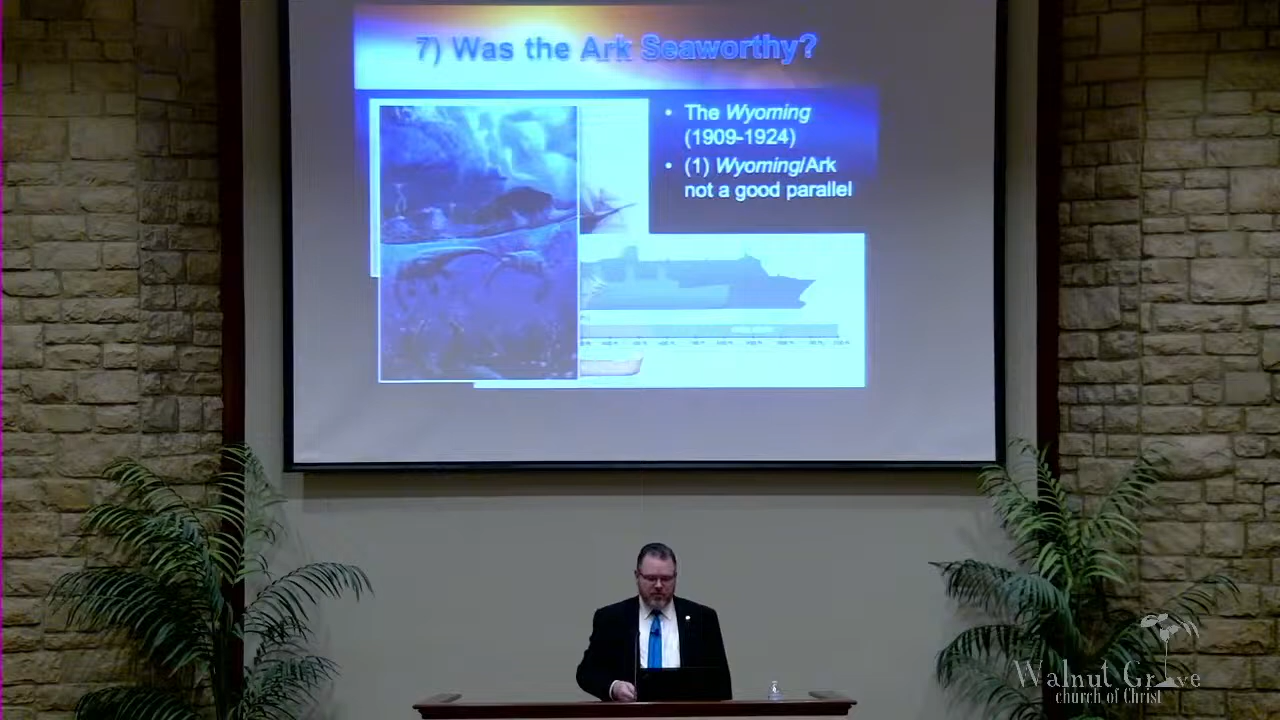 7) Was the Ark Seaworthy?
• The Wyoming
(1909-1924)
• (1) Wyoming/Ark
not a good parallel
Walnut Grove
church of Christ